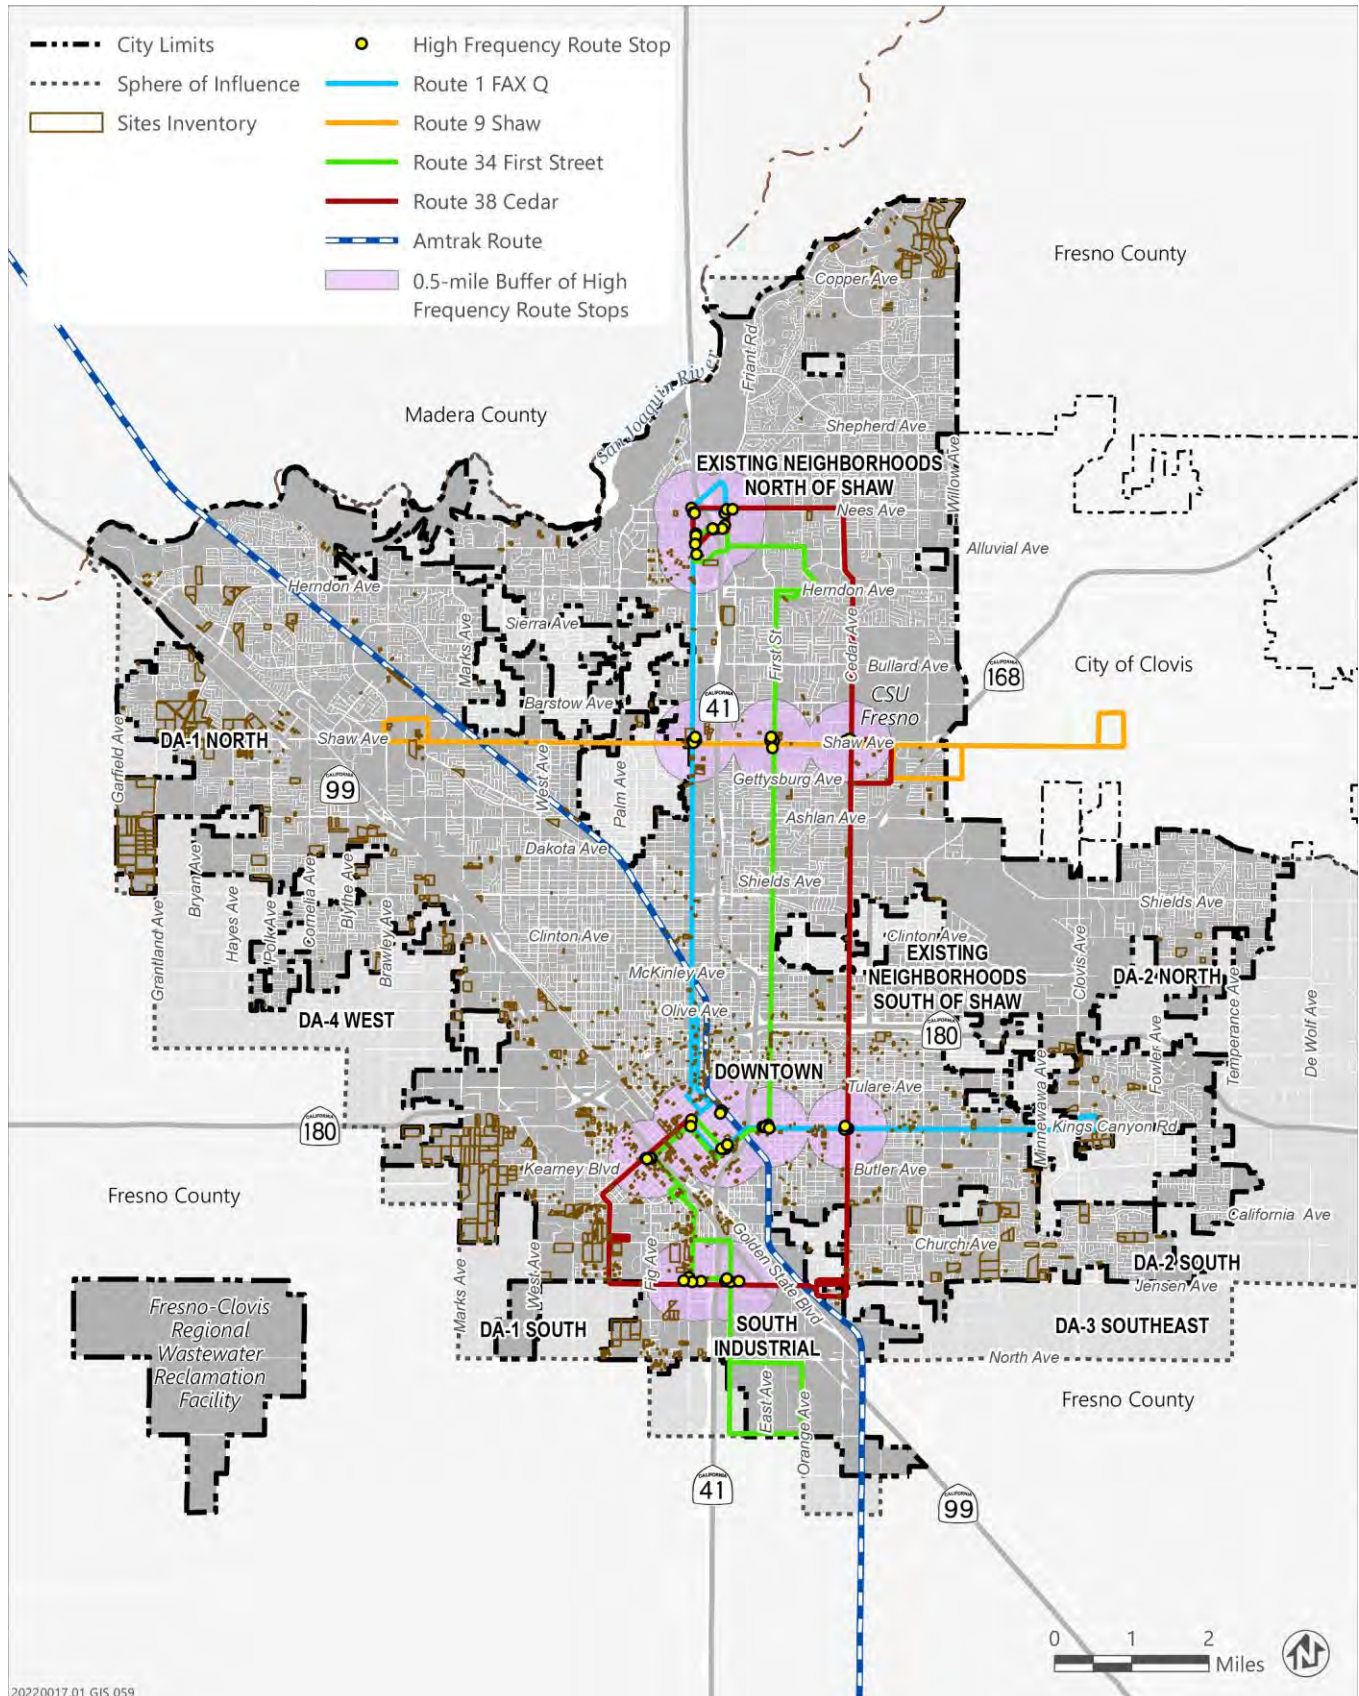 City Limits
Sphere of Influence
Sites Inventory
High Frequency Route Stop
Route 1 FAX Q
Route 9 Shaw
Route 34 First Street
Route 38 Cedar
Amtrak Route
0.5-mile Buffer of High
Frequency Route Stops
Fresno County
Copper Ave
Friant Rd
San Joaquin River
Madera County
Shepherd Ave
Willow Ave
EXISTING NEIGHBORHOODS
NORTH OF SHAW
Nees Ave
Alluvial Ave
Herndon Ave
Herndon Ave
Sierra Ave
Marks Ave
First St
Cedar Ave
Bullard Ave
CALIFORNIA
168
City of Clovis
Barstow Ave
CALIFORNIA
41
CSU
Fresno
Garfield Ave
DA-1 NORTH
Shaw Ave
Shaw Ave
CALIFORNIA
99
West Ave
Palm Ave
Gettysburg Ave
Ashlan Ave
Dakota Ave
Bryan Ave
Hayes Ave
Polk Ave
Cornelia Ave
Blythe Ave
Brawley Ave
Grantland Ave
Shields Ave
Shields Ave
Clinton Ave
Clinton Ave
McKinley Ave
EXISTING
NEIGHBORHOODS
SOUTH OF SHAW
Clovis Ave
DA-2 NORTH
Temperance Ave
De Wolf Ave
DA-4 WEST
Olive Ave
CALIFORNIA
180
Fowler Ave
Minnewawa Ave
DOWNTOWN
Tulare Ave
CALIFORNIA
180
Kings Canyon Rd
Kearney Blvd
Butler Ave
Fresno County
California Ave
Golden State Blvd
Church Ave
DA-2 SOUTH
Jensen Ave
Marks Ave
West Ave
Fig Ave
Fresno-Clovis
Regional
Wastewater
Reclamation
Facility
DA-1 SOUTH
SOUTH
INDUSTRIAL
DA-3 SOUTHEAST
North Ave
East Ave
Orange Ave
Fresno County
CALIFORNIA
41
CALIFORNIA
99
0 1 2
Miles
N
20220017.01 GIS 059